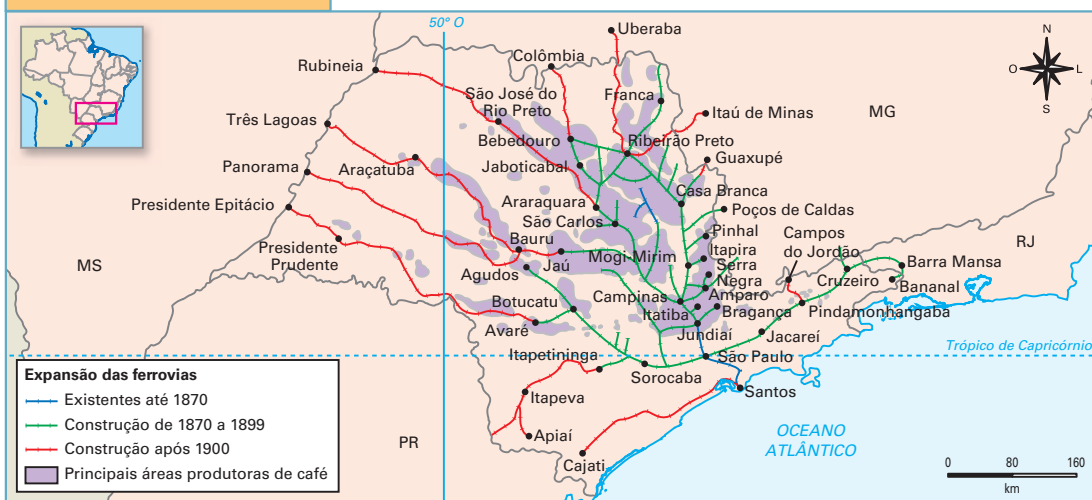 50º O
Uberaba
N
O
L
S
Colômbia
Rubineia
São José do
Rio Preto
Franca
Itaú de Minas
MG
Três Lagoas
Bebedouro
Ribeirão Preto
Guaxupé
Panorama
Araçatuba
Jaboticabal
Casa Branca
Presidente Epitácio
Araraquara
Poços de Caldas
São Carlos
Pinhal
Campos
do Jordão
RJ
Presidente
Prudente
Bauru
Itapira
MS
Jaú
Mogi-Mirim
Serra
Negra
Barra Mansa
Agudos
Cruzeiro
Bananal
Botucatu
Campinas
Amparo
Itatiba
Bragança
Pindamonhangaba
Avaré
Jundiaí
Jacareí
Trópico de Capricórnio
Itapetininga
São Paulo
Sorocaba
Santos
Itapeva
Apiaí
PR
Cajati
OCEANO
ATLÂNTICO
Expansão das ferrovias
Existentes até 1870
Construção de 1870 a 1899
Construção após 1900
Principais áreas produtoras de café
0 80 160
km